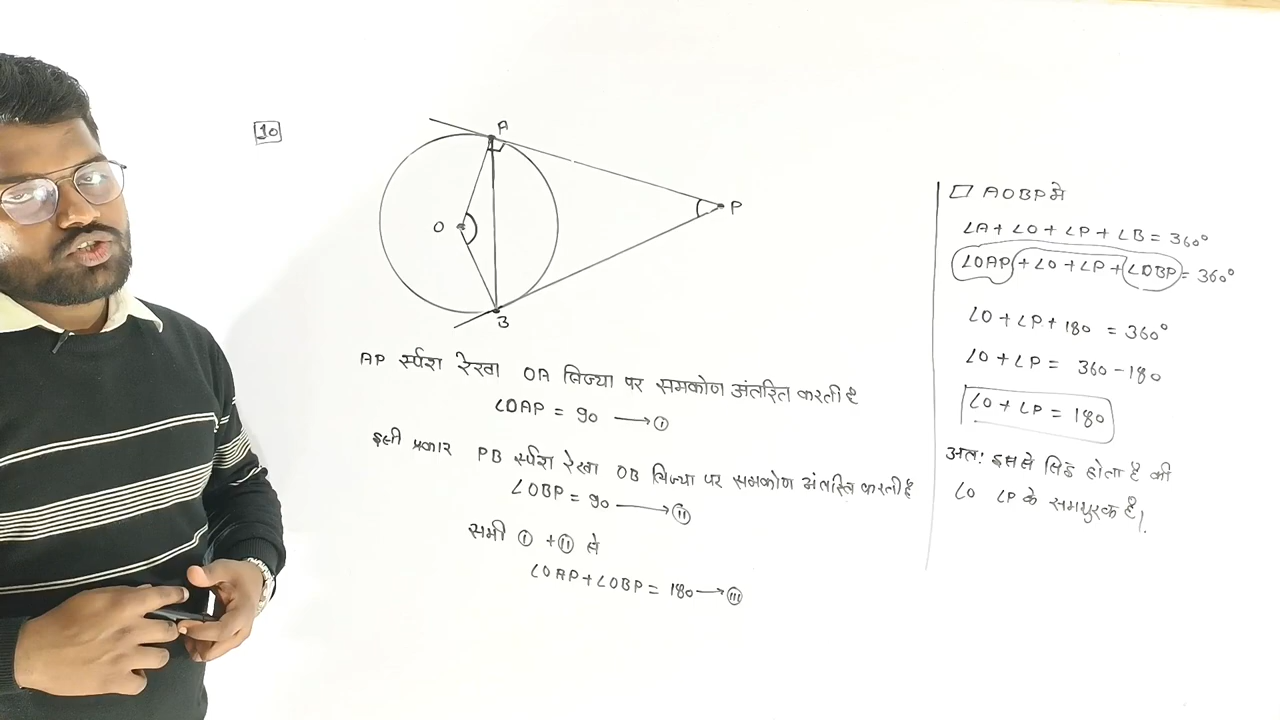 10
A
O
P
B
AP र्स्पश रेखा OA त्रिज्या पर समकोण अंतरित करती है
∠OAP = 90 → I
इसी प्रकार PB र्स्पश रेखा OB त्रिज्या पर समकोण अंतरित करती है
∠OBP = 90 → II
समी I + II से
∠OAP + ∠OBP = 180 → III
□ AOBP मे
∠A + ∠O + ∠P + ∠B = 360°
∠OAP + ∠O + ∠P + ∠OBP = 360°
∠O + ∠P + 180 = 360°
∠O + ∠P = 360 - 180
∠O + ∠P = 180
अतः इससे सिद्ध होता है की
∠O ∠P के सम्पुरक है।